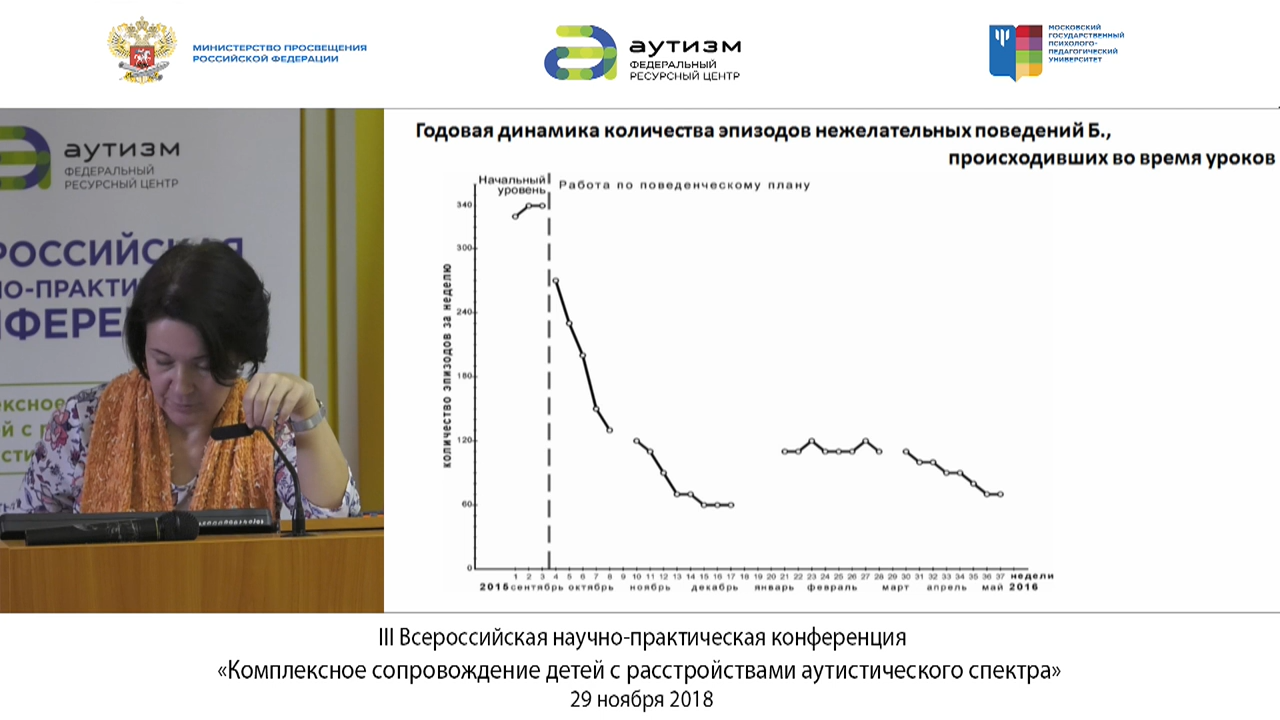 МИНИСТЕРСТВО ПРОСВЕЩЕНИЯ
РОССИЙСКОЙ ФЕДЕРАЦИИ
аутизм
ФЕДЕРАЛЬНЫЙ
РЕСУРСНЫЙ ЦЕНТР
МОСКОВСКИЙ
ГОСУДАРСТВЕННЫЙ
ПСИХОЛОГО-
ПЕДАГОГИЧЕСКИЙ
УНИВЕРСИТЕТ
аутизм
ФЕДЕРАЛЬНЫЙ
РЕСУРСНЫЙ ЦЕНТР
РОССИЙСКАЯ
НО-ПРАКТИ
НФЕРЕ
ексное
й с р
сти
Годовая динамика количества эпизодов нежелательных поведений Б.,
происходивших во время уроков
Начальный
уровень
Работа по поведенческому плану
количество эпизодов за неделю
340
300
240
180
120
60
0
1 2 3 4 5 6 7 8 9 10 11 12 13 14 15 16 17 18 19 20 21 22 23 24 25 26 27 28 29 30 31 32 33 34 35 36 37 недели
2015 сентябрь октябрь ноябрь декабрь январь февраль март апрель май 2016
III Всероссийская научно-практическая конференция
«Комплексное сопровождение детей с расстройствами аутистического спектра»
29 ноября 2018